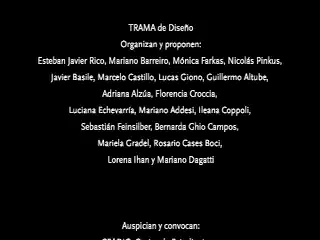 TRAMA de Diseño
Organizan y proponen:
Esteban Javier Rico, Mariano Barreiro, Mónica Farkas, Nicolás Pinkus,
Javier Basile, Marcelo Castillo, Lucas Giono, Guillermo Altube,
Adriana Alzúa, Florencia Croccia,
Luciana Echevarría, Mariano Addesi, Ileana Coppoli,
Sebastián Feinsilber, Bernarda Ghio Campos,
Mariela Gradel, Rosario Cases Boci,
Lorena Ihan y Mariano Dagatti
Auspician y convocan: